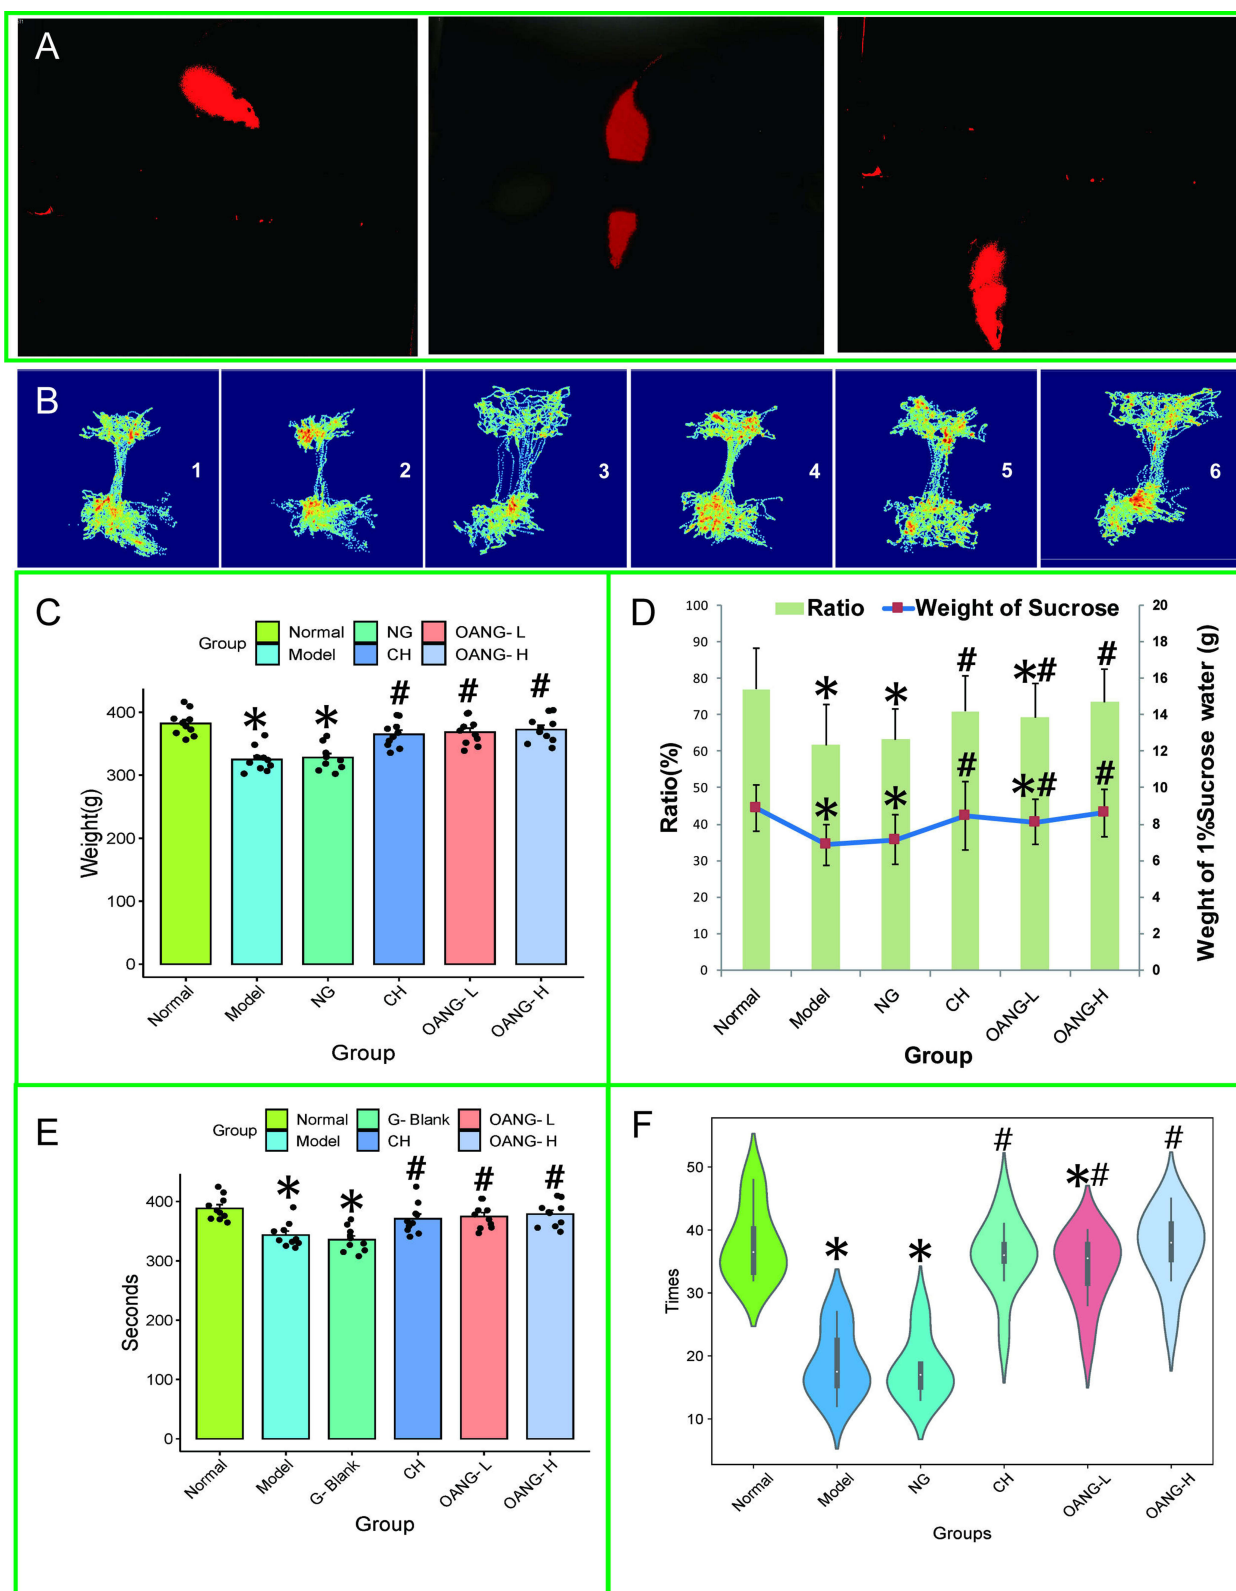 A
B
1
2
3
4
5
6
C
Group
Normal
NG
OANG- L
Model
CH
OANG- H
Weight(g)
400
300
200
100
0
*
*
#
#
#
Normal
Model
NG
CH
OANG- L
OANG- H
Group
D
Ratio
Weight of Sucrose
Ratio(%)
100
90
80
70
60
50
40
30
20
10
0
*
*
#
*#
#
*
*
#
*#
#
20
18
16
14
12
10
8
6
4
2
0
Weght of 1%Sucrose water (g)
Normal
Model
NG
CH
OANG-L
OANG-H
Group
E
Group
Normal
G- Blank
OANG- L
Model
CH
OANG- H
Seconds
400
300
200
100
0
*
*
#
#
#
Normal
Model
G- Blank
CH
OANG- L
OANG- H
Group
F
Times
50
40
30
20
10
*
*
#
*#
#
Normal
Model
NG
CH
OANG-L
OANG-H
Groups